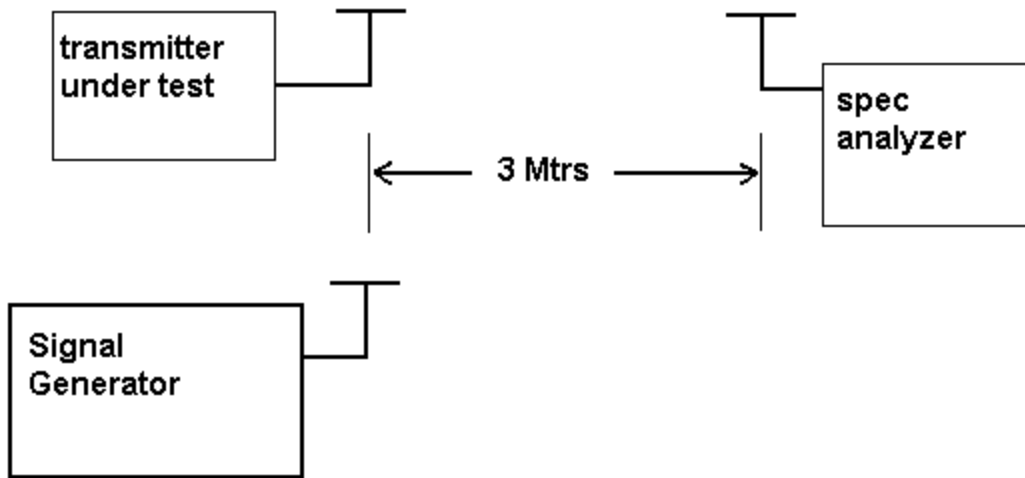 transmitter
under test
spec
analyzer
3 Mtrs
Signal
Generator